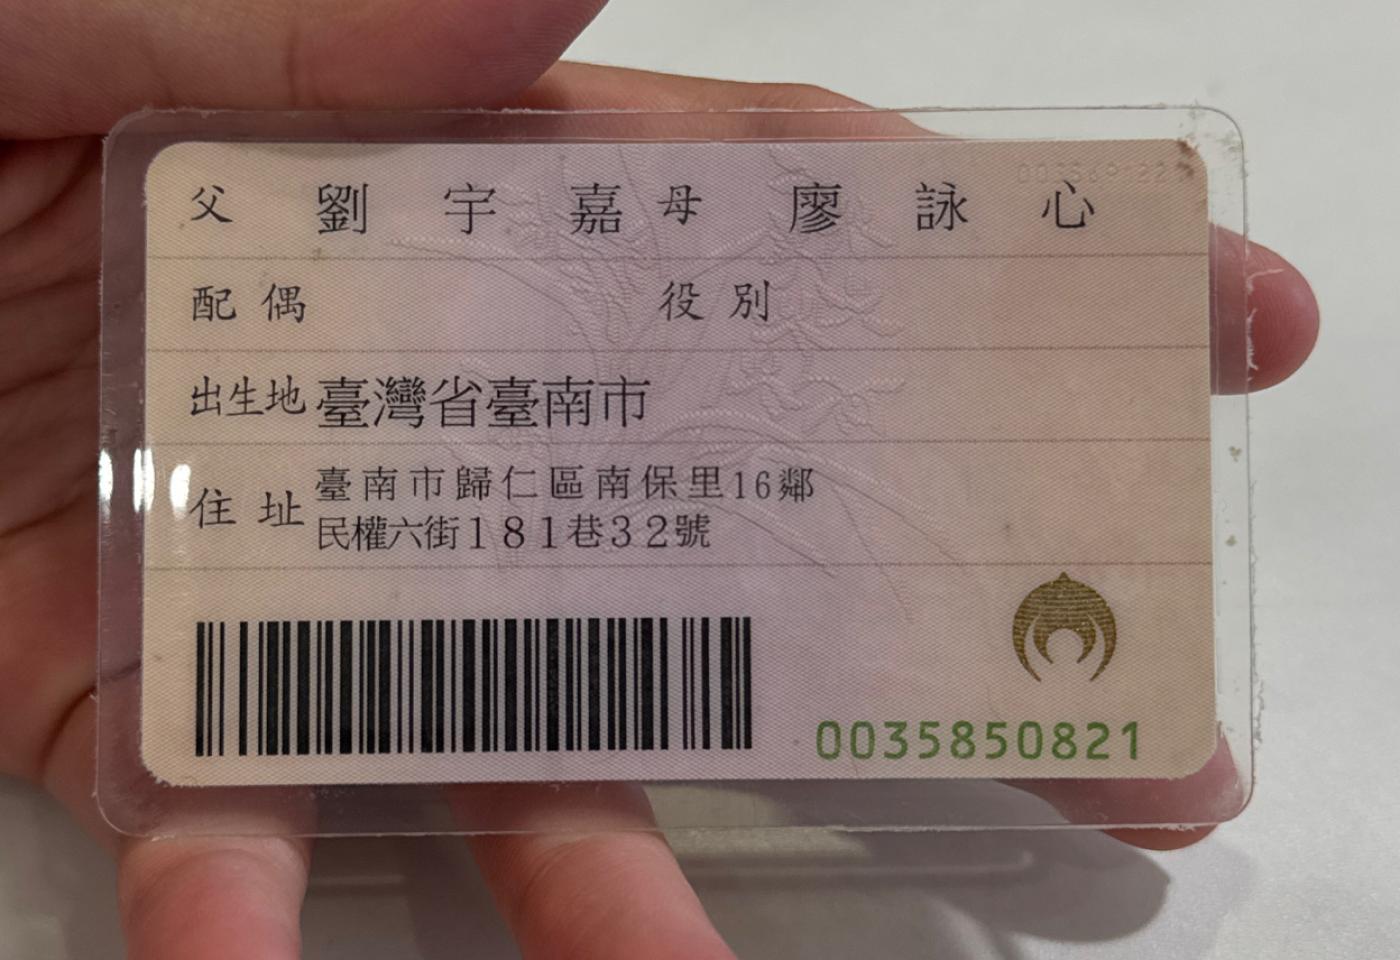 父 劉宇嘉 母 廖詠心
配偶 役別
出生地 臺灣省臺南市
住址 臺南市歸仁區南保里16鄰
民權六街181巷32號
0035850821